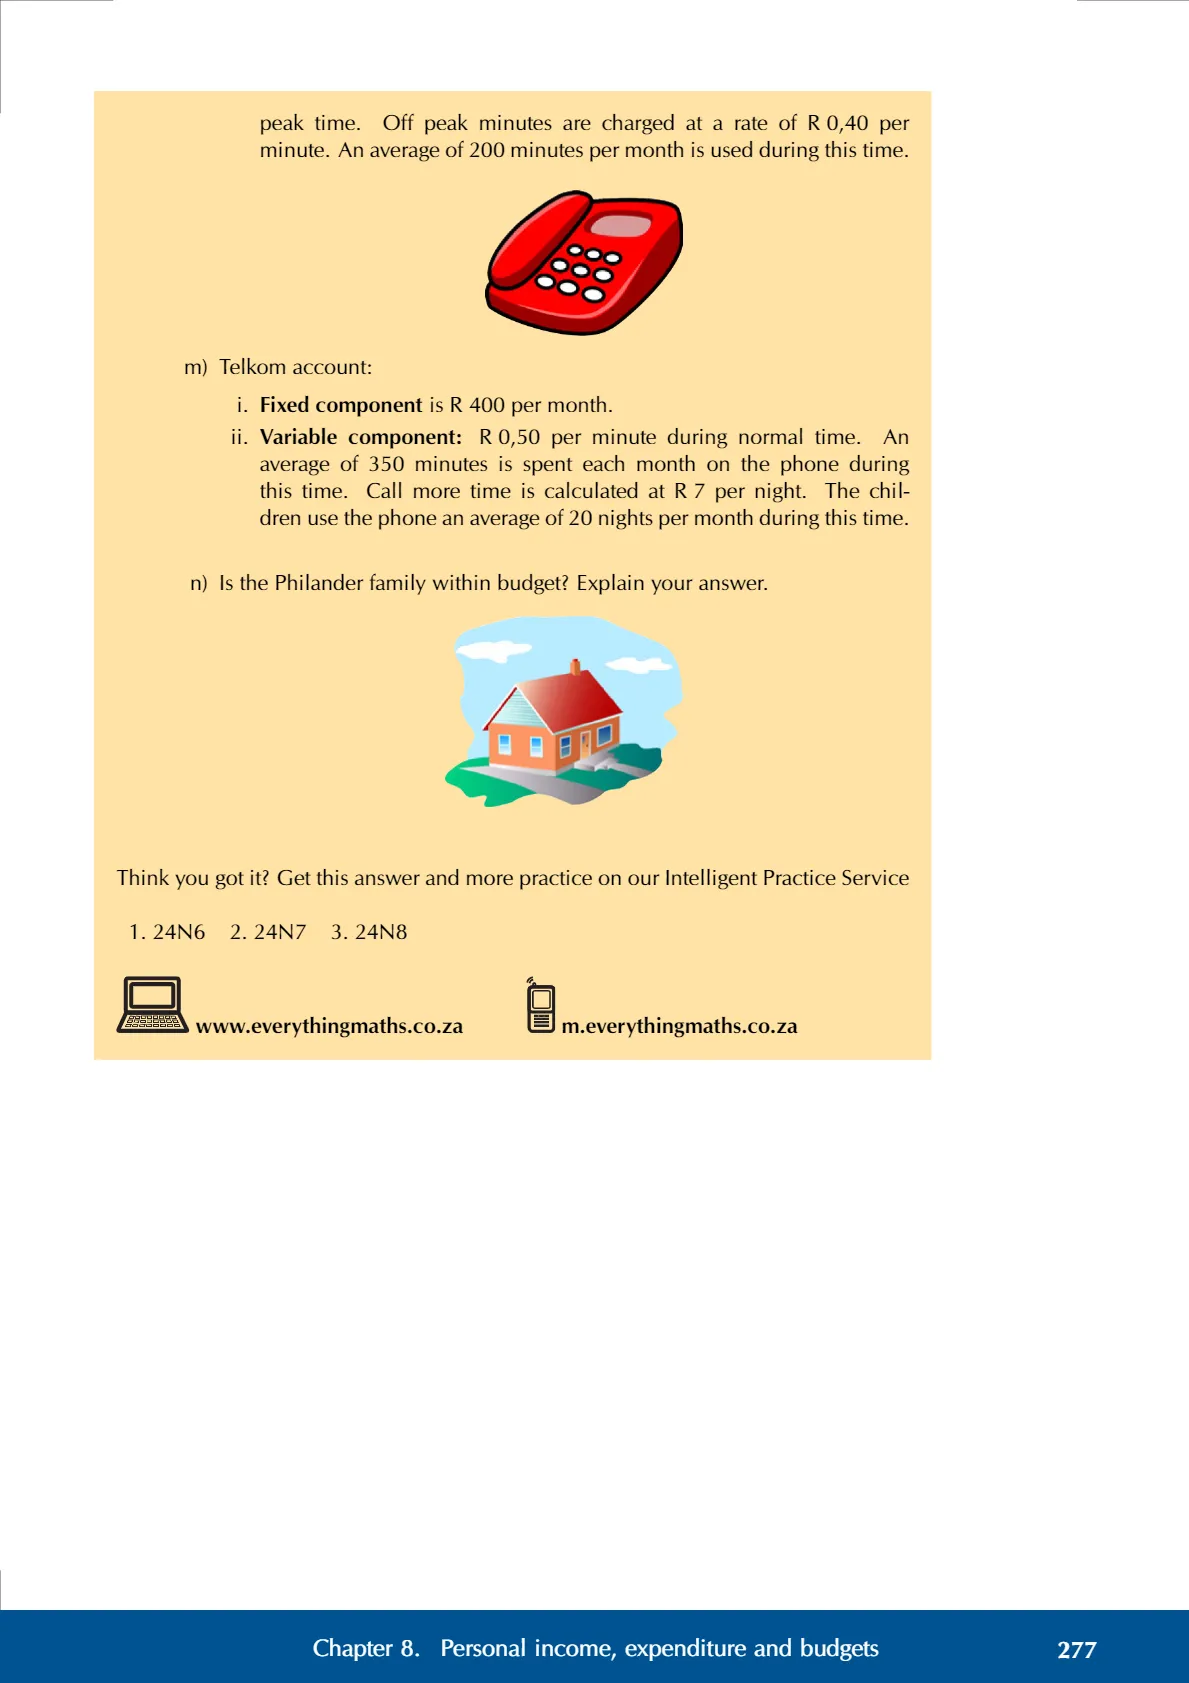 peak time. Off peak minutes are charged at a rate of R 0,40 per
minute. An average of 200 minutes per month is used during this time.
m) Telkom account:
i. Fixed component is R 400 per month.
ii. Variable component: R 0,50 per minute during normal time. An
average of 350 minutes is spent each month on the phone during
this time. Call more time is calculated at R 7 per night. The chil-
dren use the phone an average of 20 nights per month during this time.
n) Is the Philander family within budget? Explain your answer.
Think you got it? Get this answer and more practice on our Intelligent Practice Service
1. 24N6 2. 24N7 3. 24N8
www.everythingmaths.co.za m.everythingmaths.co.za
Chapter 8. Personal income, expenditure and budgets 277